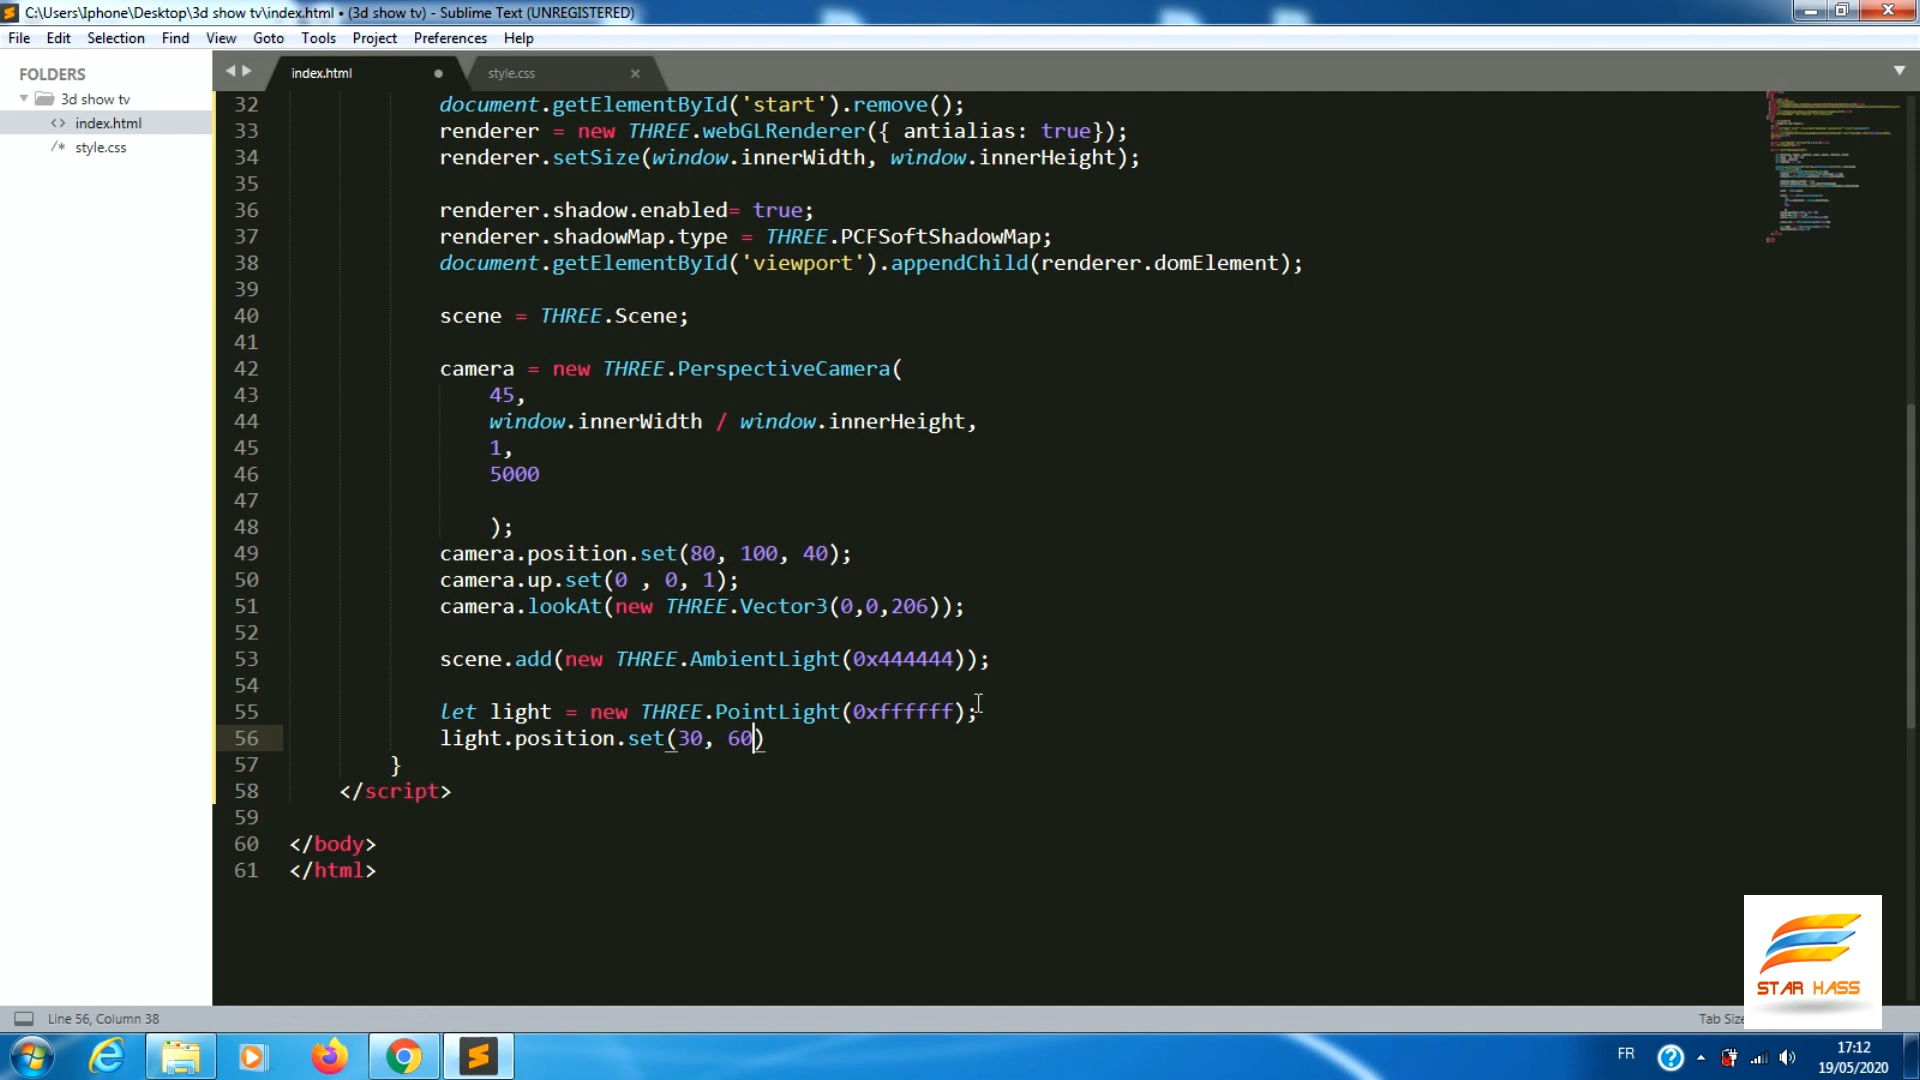 C:\Users\Iphone\Desktop\3d show tv\index.html • (3d show tv) - Sublime Text (UNREGISTERED)
File Edit Selection Find View Goto Tools Project Preferences Help
FOLDERS
3d show tv
<> index.html
/* style.css
index.html
style.css
32 document.getElementById('start').remove();
33 renderer = new THREE.webGLRenderer({ antialias: true});
34 renderer.setSize(window.innerWidth, window.innerHeight);
35
36 renderer.shadow.enabled= true;
37 renderer.shadowMap.type = THREE.PCFSoftShadowMap;
38 document.getElementById('viewport').appendChild(renderer.domElement);
39
40 scene = THREE.Scene;
41
42 camera = new THREE.PerspectiveCamera(
43 45,
44 window.innerWidth / window.innerHeight,
45 1,
46 5000
47
48 );
49 camera.position.set(80, 100, 40);
50 camera.up.set(0 , 0, 1);
51 camera.lookAt(new THREE.Vector3(0,0,206));
52
53 scene.add(new THREE.AmbientLight(0x444444));
54
55 let light = new THREE.PointLight(0xffffff);
56 light.position.set(30, 60)
57 }
58 </script>
59
60 </body>
61 </html>
STAR HASS
Line 56, Column 38
Tab Size
FR
17:12
19/05/2020